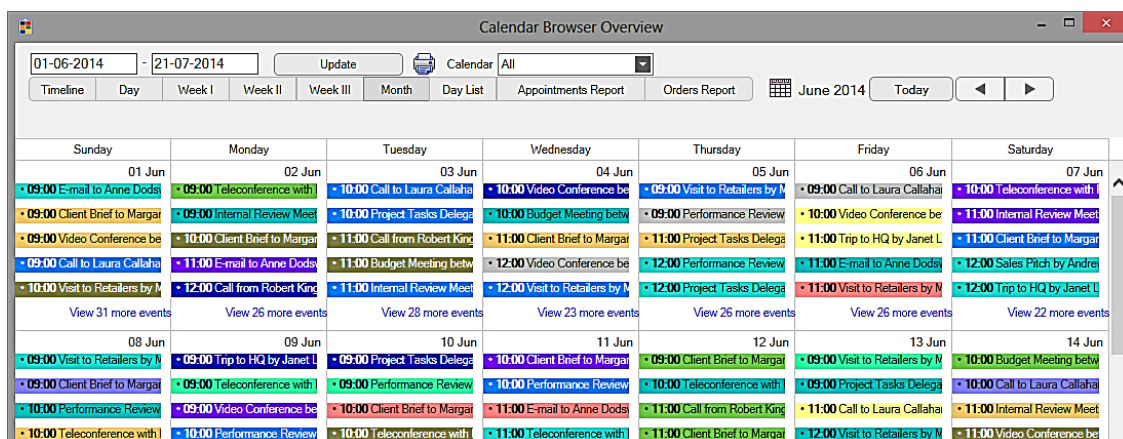 Calendar Browser Overview
01-06-2014 - 21-07-2014 Update Calendar All
Timeline Day Week I Week II Week III Month Day List Appointments Report Orders Report June 2014 Today
Sunday Monday Tuesday Wednesday Thursday Friday Saturday
01 Jun 02 Jun 03 Jun 04 Jun 05 Jun 06 Jun 07 Jun
• 09:00 E-mail to Anne Dods • 09:00 Teleconference with • 10:00 Call to Laura Callaha • 10:00 Video Conference be • 09:00 Visit to Retailers by M • 09:00 Call to Laura Callahar • 10:00 Teleconference with
• 09:00 Client Brief to Margar • 09:00 Internal Review Meet • 10:00 Project Tasks Delega • 10:00 Budget Meeting betw • 09:00 Performance Review • 10:00 Video Conference be • 11:00 Internal Review Meet
• 09:00 Video Conference be • 10:00 Client Brief to Margar • 11:00 Call from Robert King • 11:00 Client Brief to Margar • 11:00 Project Tasks Delega • 11:00 Trip to HQ by Janet L • 11:00 Client Brief to Margar
• 09:00 Call to Laura Callaha • 11:00 E-mail to Anne Dods • 11:00 Budget Meeting betw • 12:00 Video Conference be • 12:00 Performance Review • 11:00 E-mail to Anne Dods • 12:00 Sales Pitch by Andre
• 10:00 Visit to Retailers by M • 12:00 Call from Robert King • 11:00 Internal Review Meet • 12:00 Visit to Retailers by M • 12:00 Project Tasks Delega • 11:00 Visit to Retailers by M • 12:00 Trip to HQ by Janet L
View 31 more events View 26 more events View 28 more events View 23 more events View 26 more events View 26 more events View 22 more events
08 Jun 09 Jun 10 Jun 11 Jun 12 Jun 13 Jun 14 Jun
• 09:00 Visit to Retailers by M • 09:00 Trip to HQ by Janet L • 09:00 Project Tasks Delega • 10:00 Client Brief to Margar • 09:00 Client Brief to Margar • 09:00 Visit to Retailers by M • 10:00 Budget Meeting betw
• 09:00 Client Brief to Margar • 09:00 Teleconference with • 09:00 Performance Review • 10:00 Performance Review • 10:00 Teleconference with • 09:00 Project Tasks Delega • 10:00 Call to Laura Callaha
• 10:00 Performance Review • 09:00 Video Conference be • 10:00 Client Brief to Margar • 11:00 E-mail to Anne Dods • 11:00 Call from Robert King • 11:00 Call to Laura Callahar • 11:00 Internal Review Meet
• 10:00 Teleconference with • 10:00 Performance Review • 10:00 Teleconference with • 11:00 Client Brief to Margar • 11:00 Teleconference with • 12:00 Visit to Retailers by M • 11:00 Video Conference be